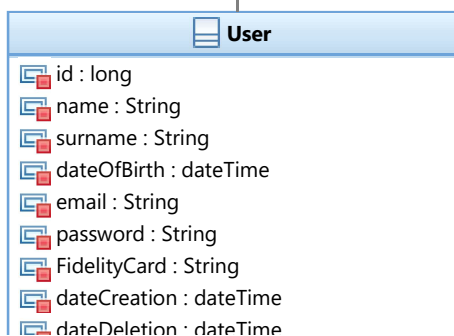 User
id : long
name : String
surname : String
dateOfBirth : dateTime
email : String
password : String
FidelityCard : String
dateCreation : dateTime
dateDeletion : dateTime